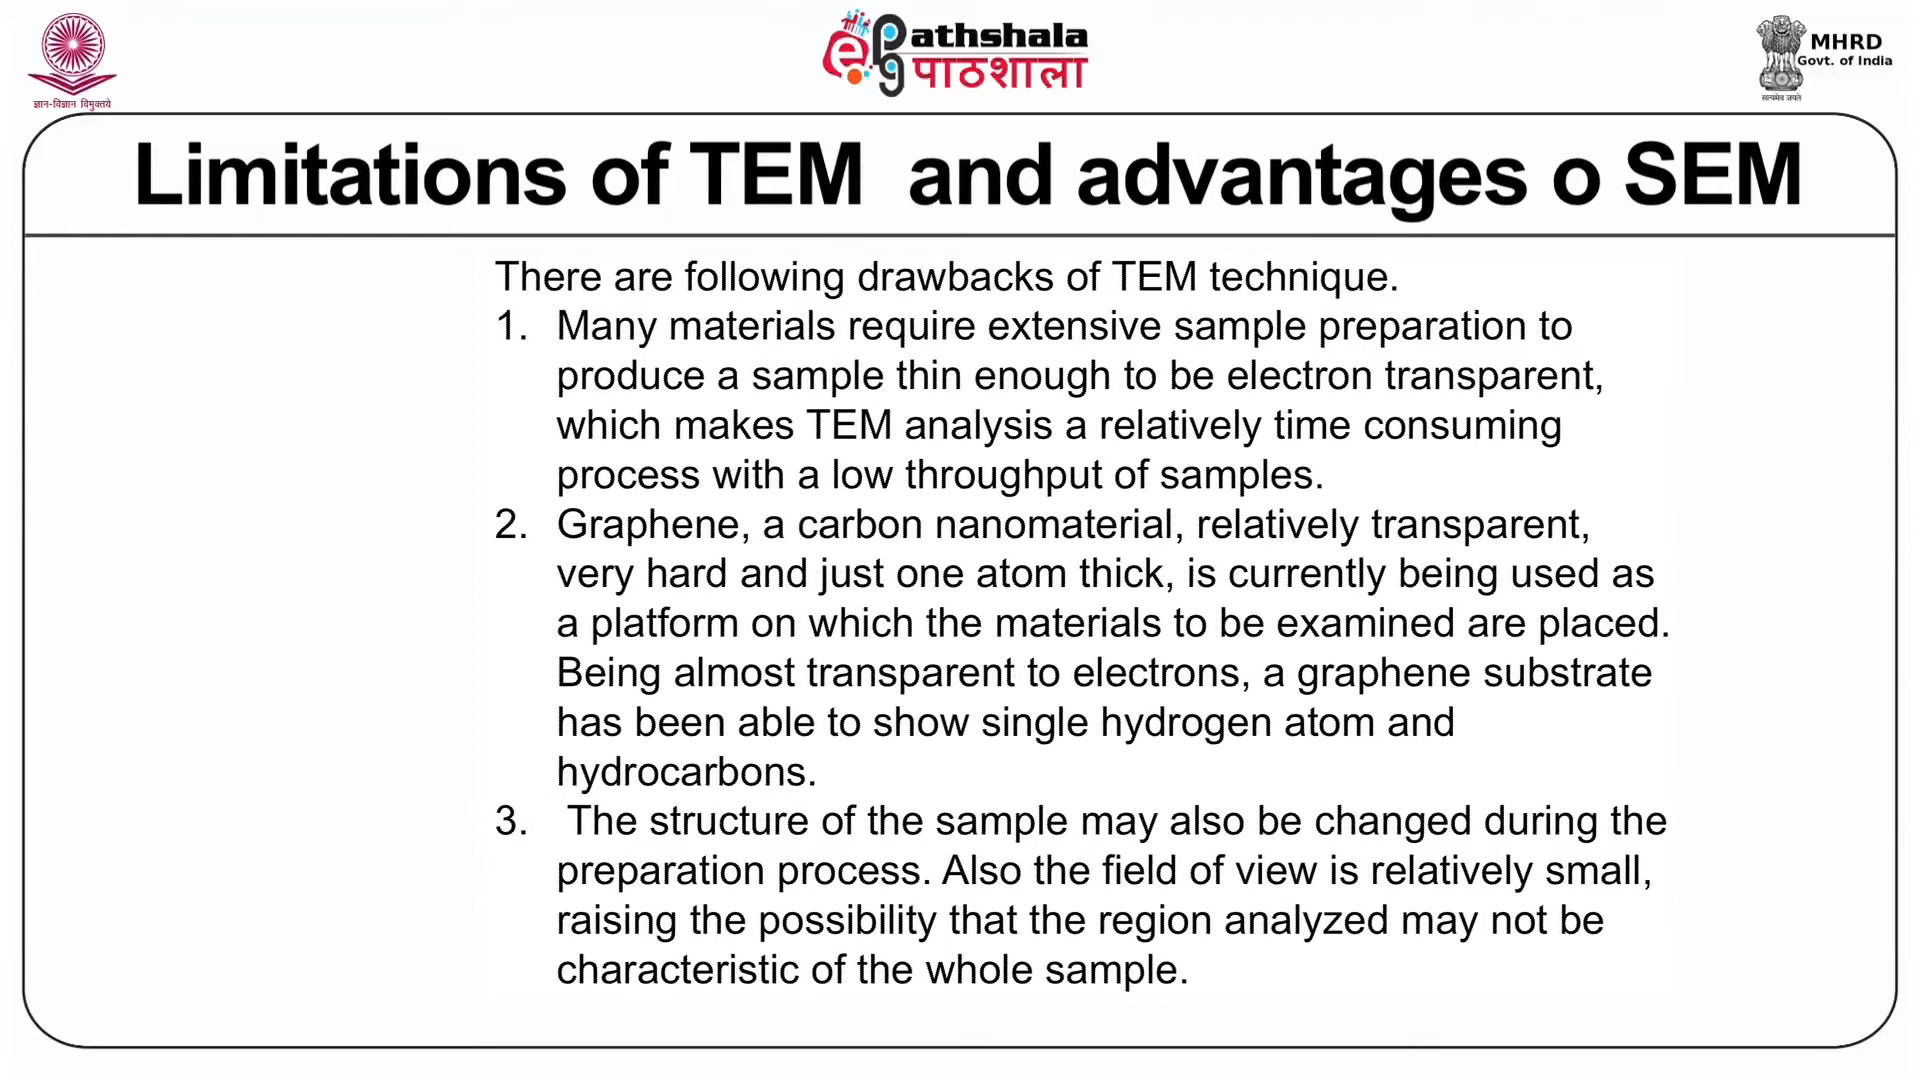 ज्ञान-विज्ञान विमुक्तये
ePathshala
पाठशाला
MHRD
Govt. of India
सत्यमेव जयते
Limitations of TEM  and advantages o SEM
There are following drawbacks of TEM technique.
1. Many materials require extensive sample preparation to
produce a sample thin enough to be electron transparent,
which makes TEM analysis a relatively time consuming
process with a low throughput of samples.
2. Graphene, a carbon nanomaterial, relatively transparent,
very hard and just one atom thick, is currently being used as
a platform on which the materials to be examined are placed.
Being almost transparent to electrons, a graphene substrate
has been able to show single hydrogen atom and
hydrocarbons.
3.  The structure of the sample may also be changed during the
preparation process. Also the field of view is relatively small,
raising the possibility that the region analyzed may not be
characteristic of the whole sample.